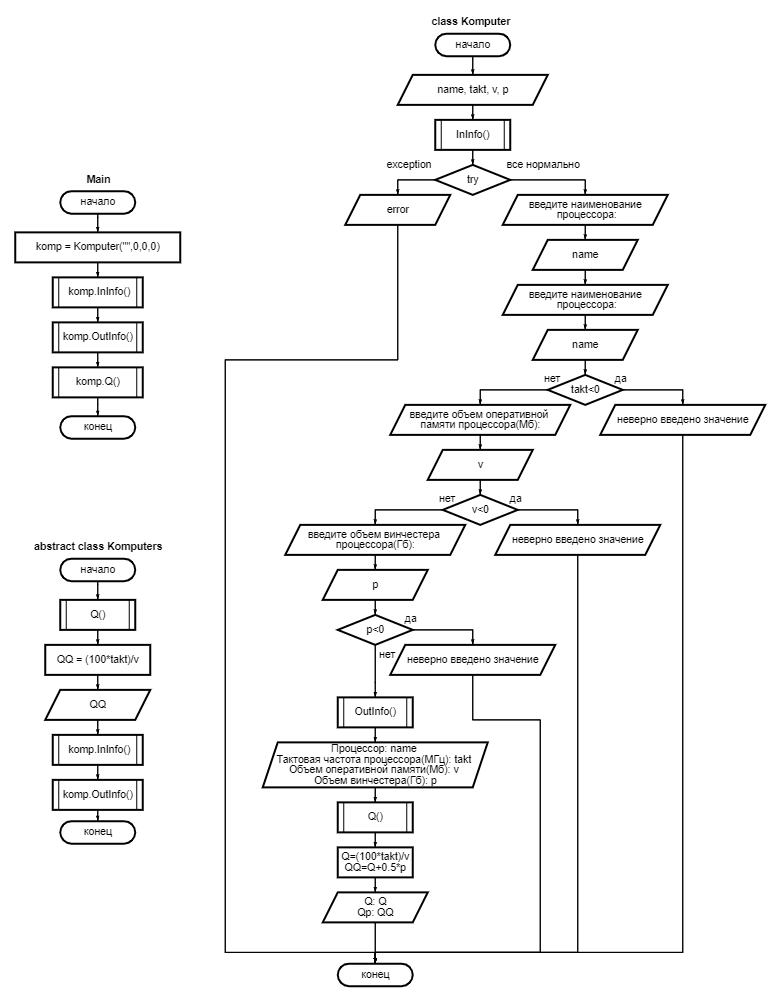 class Komputer
начало
name, takt, v, p
InInfo()
exception
все нормально
try
error
введите наименование
процессора:
name
введите наименование
процессора:
name
нет
да
takt<0
введите объем оперативной
памяти процессора(Мб):
неверно введено значение
v
нет
да
v<0
введите объем винчестера
процессора(Гб):
неверно введено значение
p
да
p<0
нет
неверно введено значение
OutInfo()
Процессор: name
Тактовая частота процессора(МГц): takt
Объем оперативной памяти(Мб): v
Объем винчестера(Гб): p
Q()
Q=(100*takt)/v
QQ=Q+0.5*p
Q: Q
Qp: QQ
конец
Main
начало
komp = Komputer("",0,0,0)
komp.InInfo()
komp.OutInfo()
komp.Q()
конец
abstract class Komputers
начало
Q()
QQ = (100*takt)/v
QQ
komp.InInfo()
komp.OutInfo()
конец